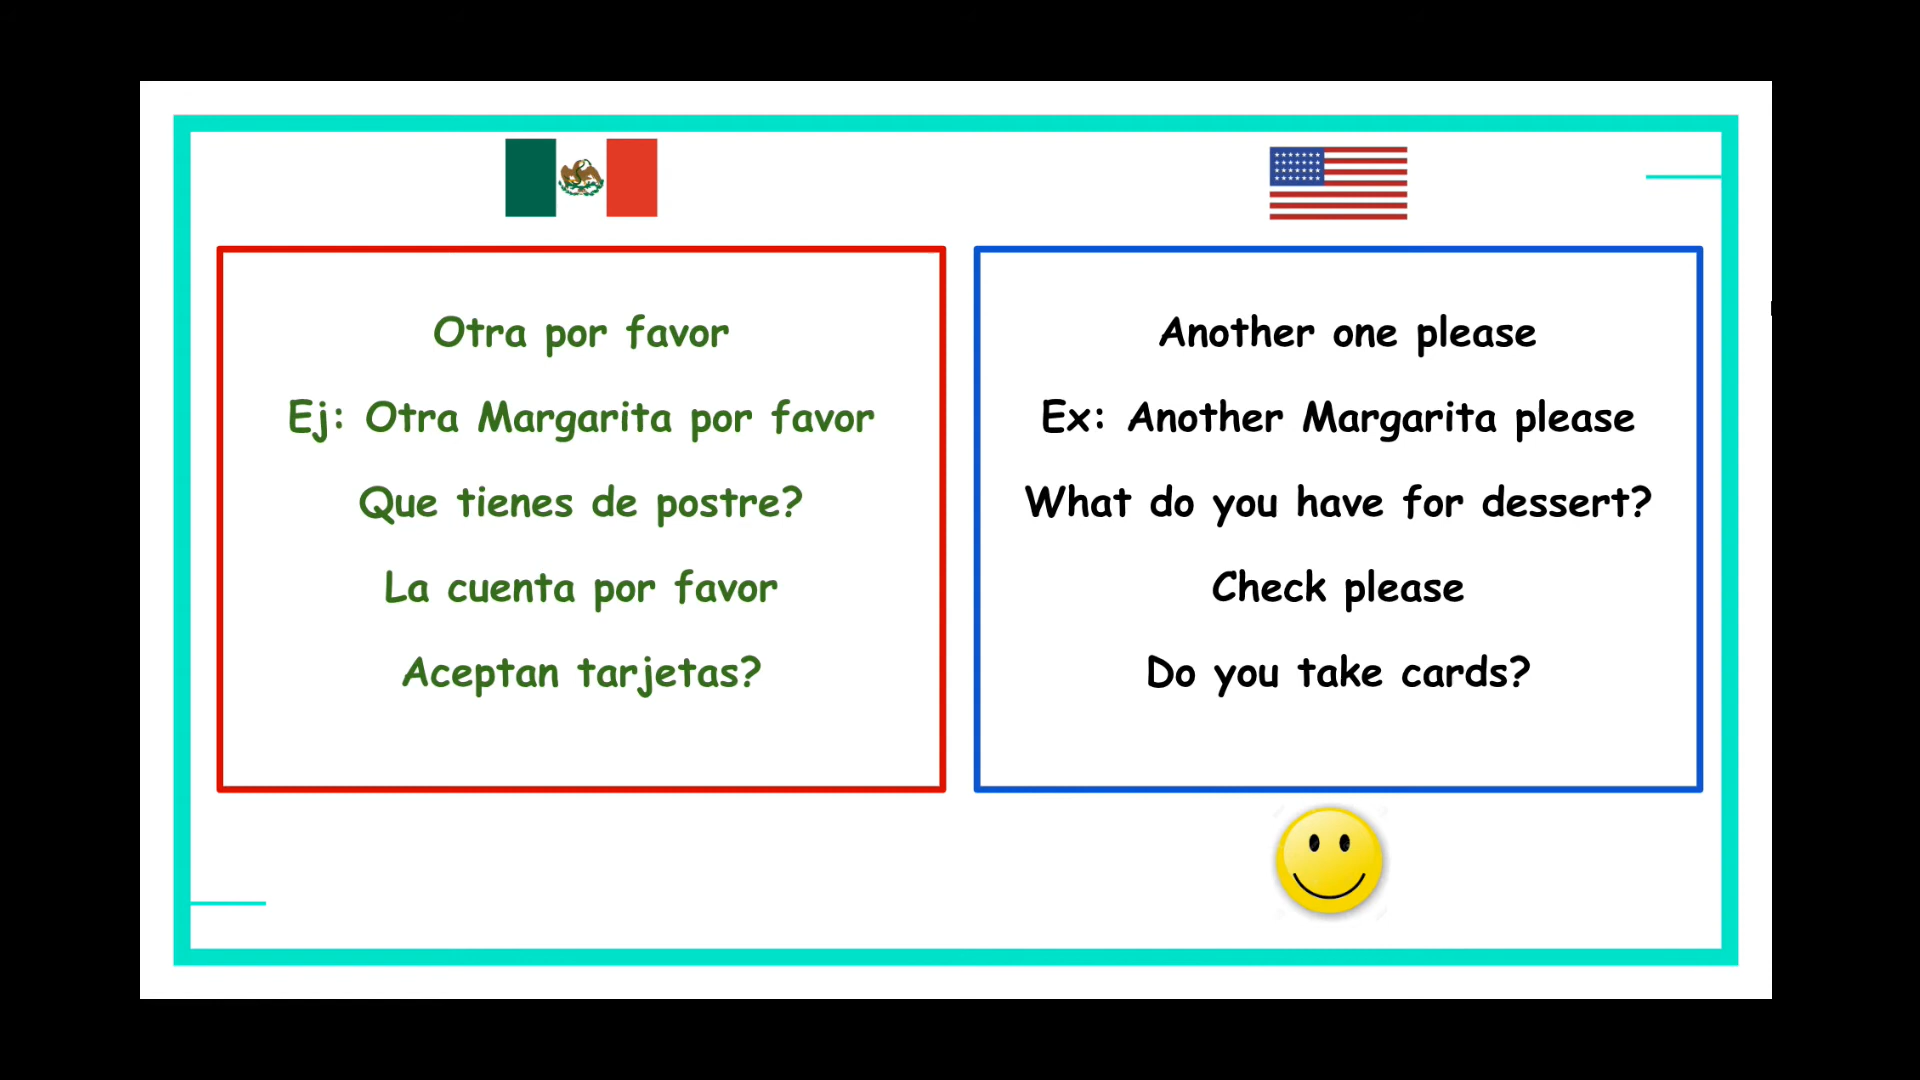 Otra por favor
Ej: Otra Margarita por favor
Que tienes de postre?
La cuenta por favor
Aceptan tarjetas?
Another one please
Ex: Another Margarita please
What do you have for dessert?
Check please
Do you take cards?